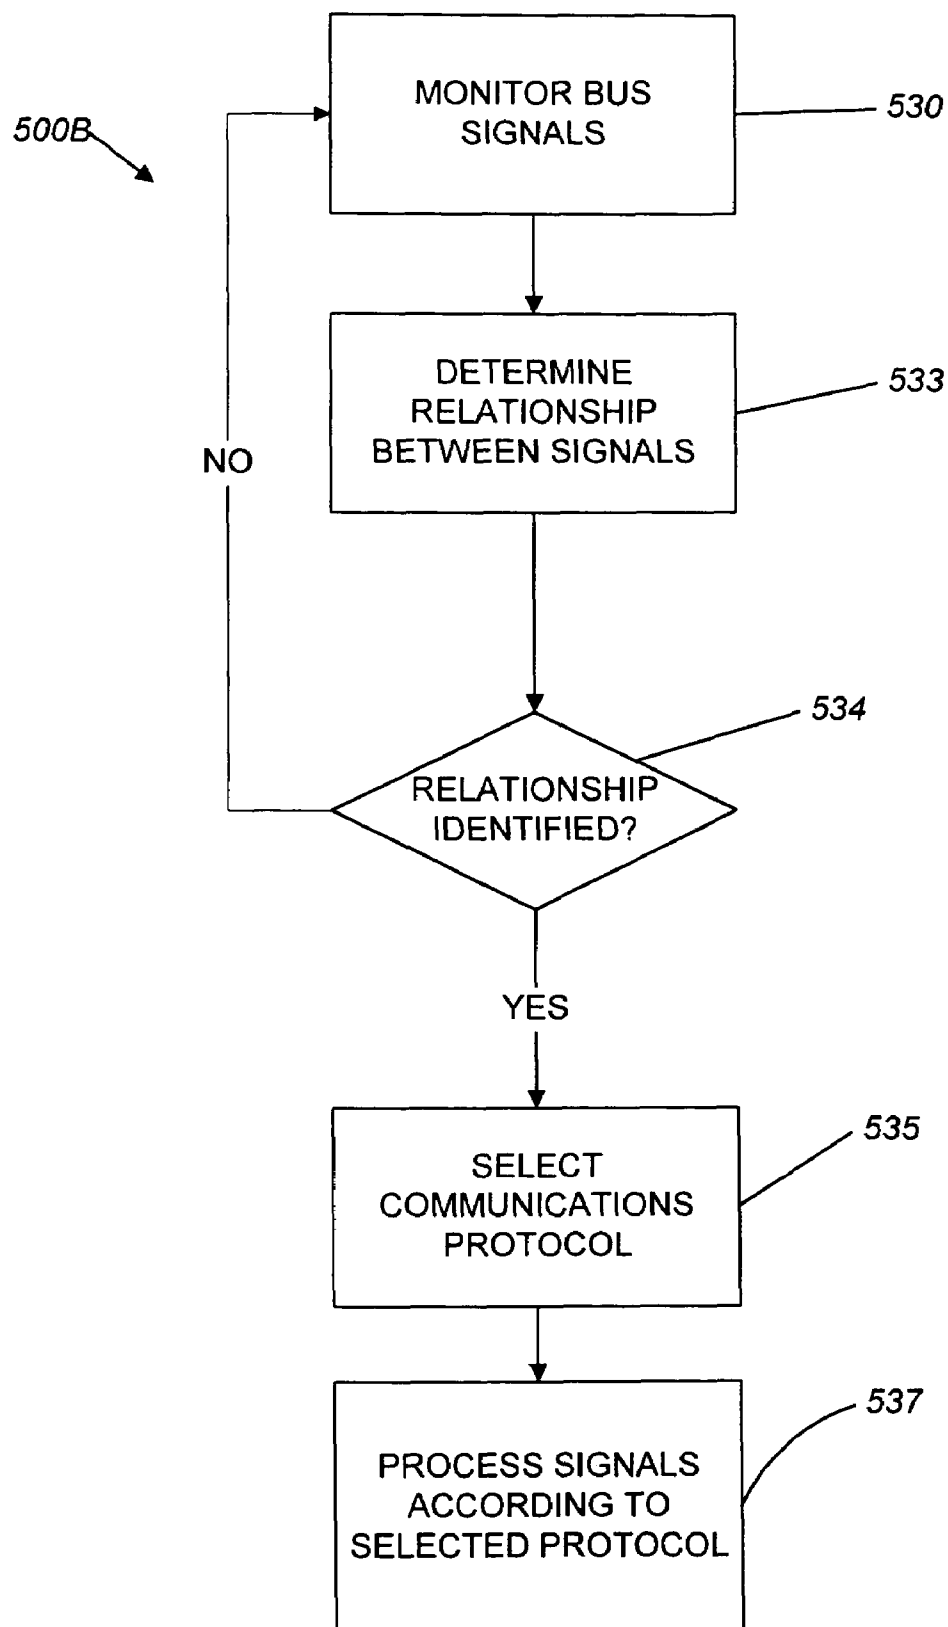 500B
MONITOR BUS
SIGNALS
530
DETERMINE
RELATIONSHIP
BETWEEN SIGNALS
533
NO
534
RELATIONSHIP
IDENTIFIED?
YES
SELECT
COMMUNICATIONS
PROTOCOL
535
PROCESS SIGNALS
ACCORDING TO
SELECTED PROTOCOL
537